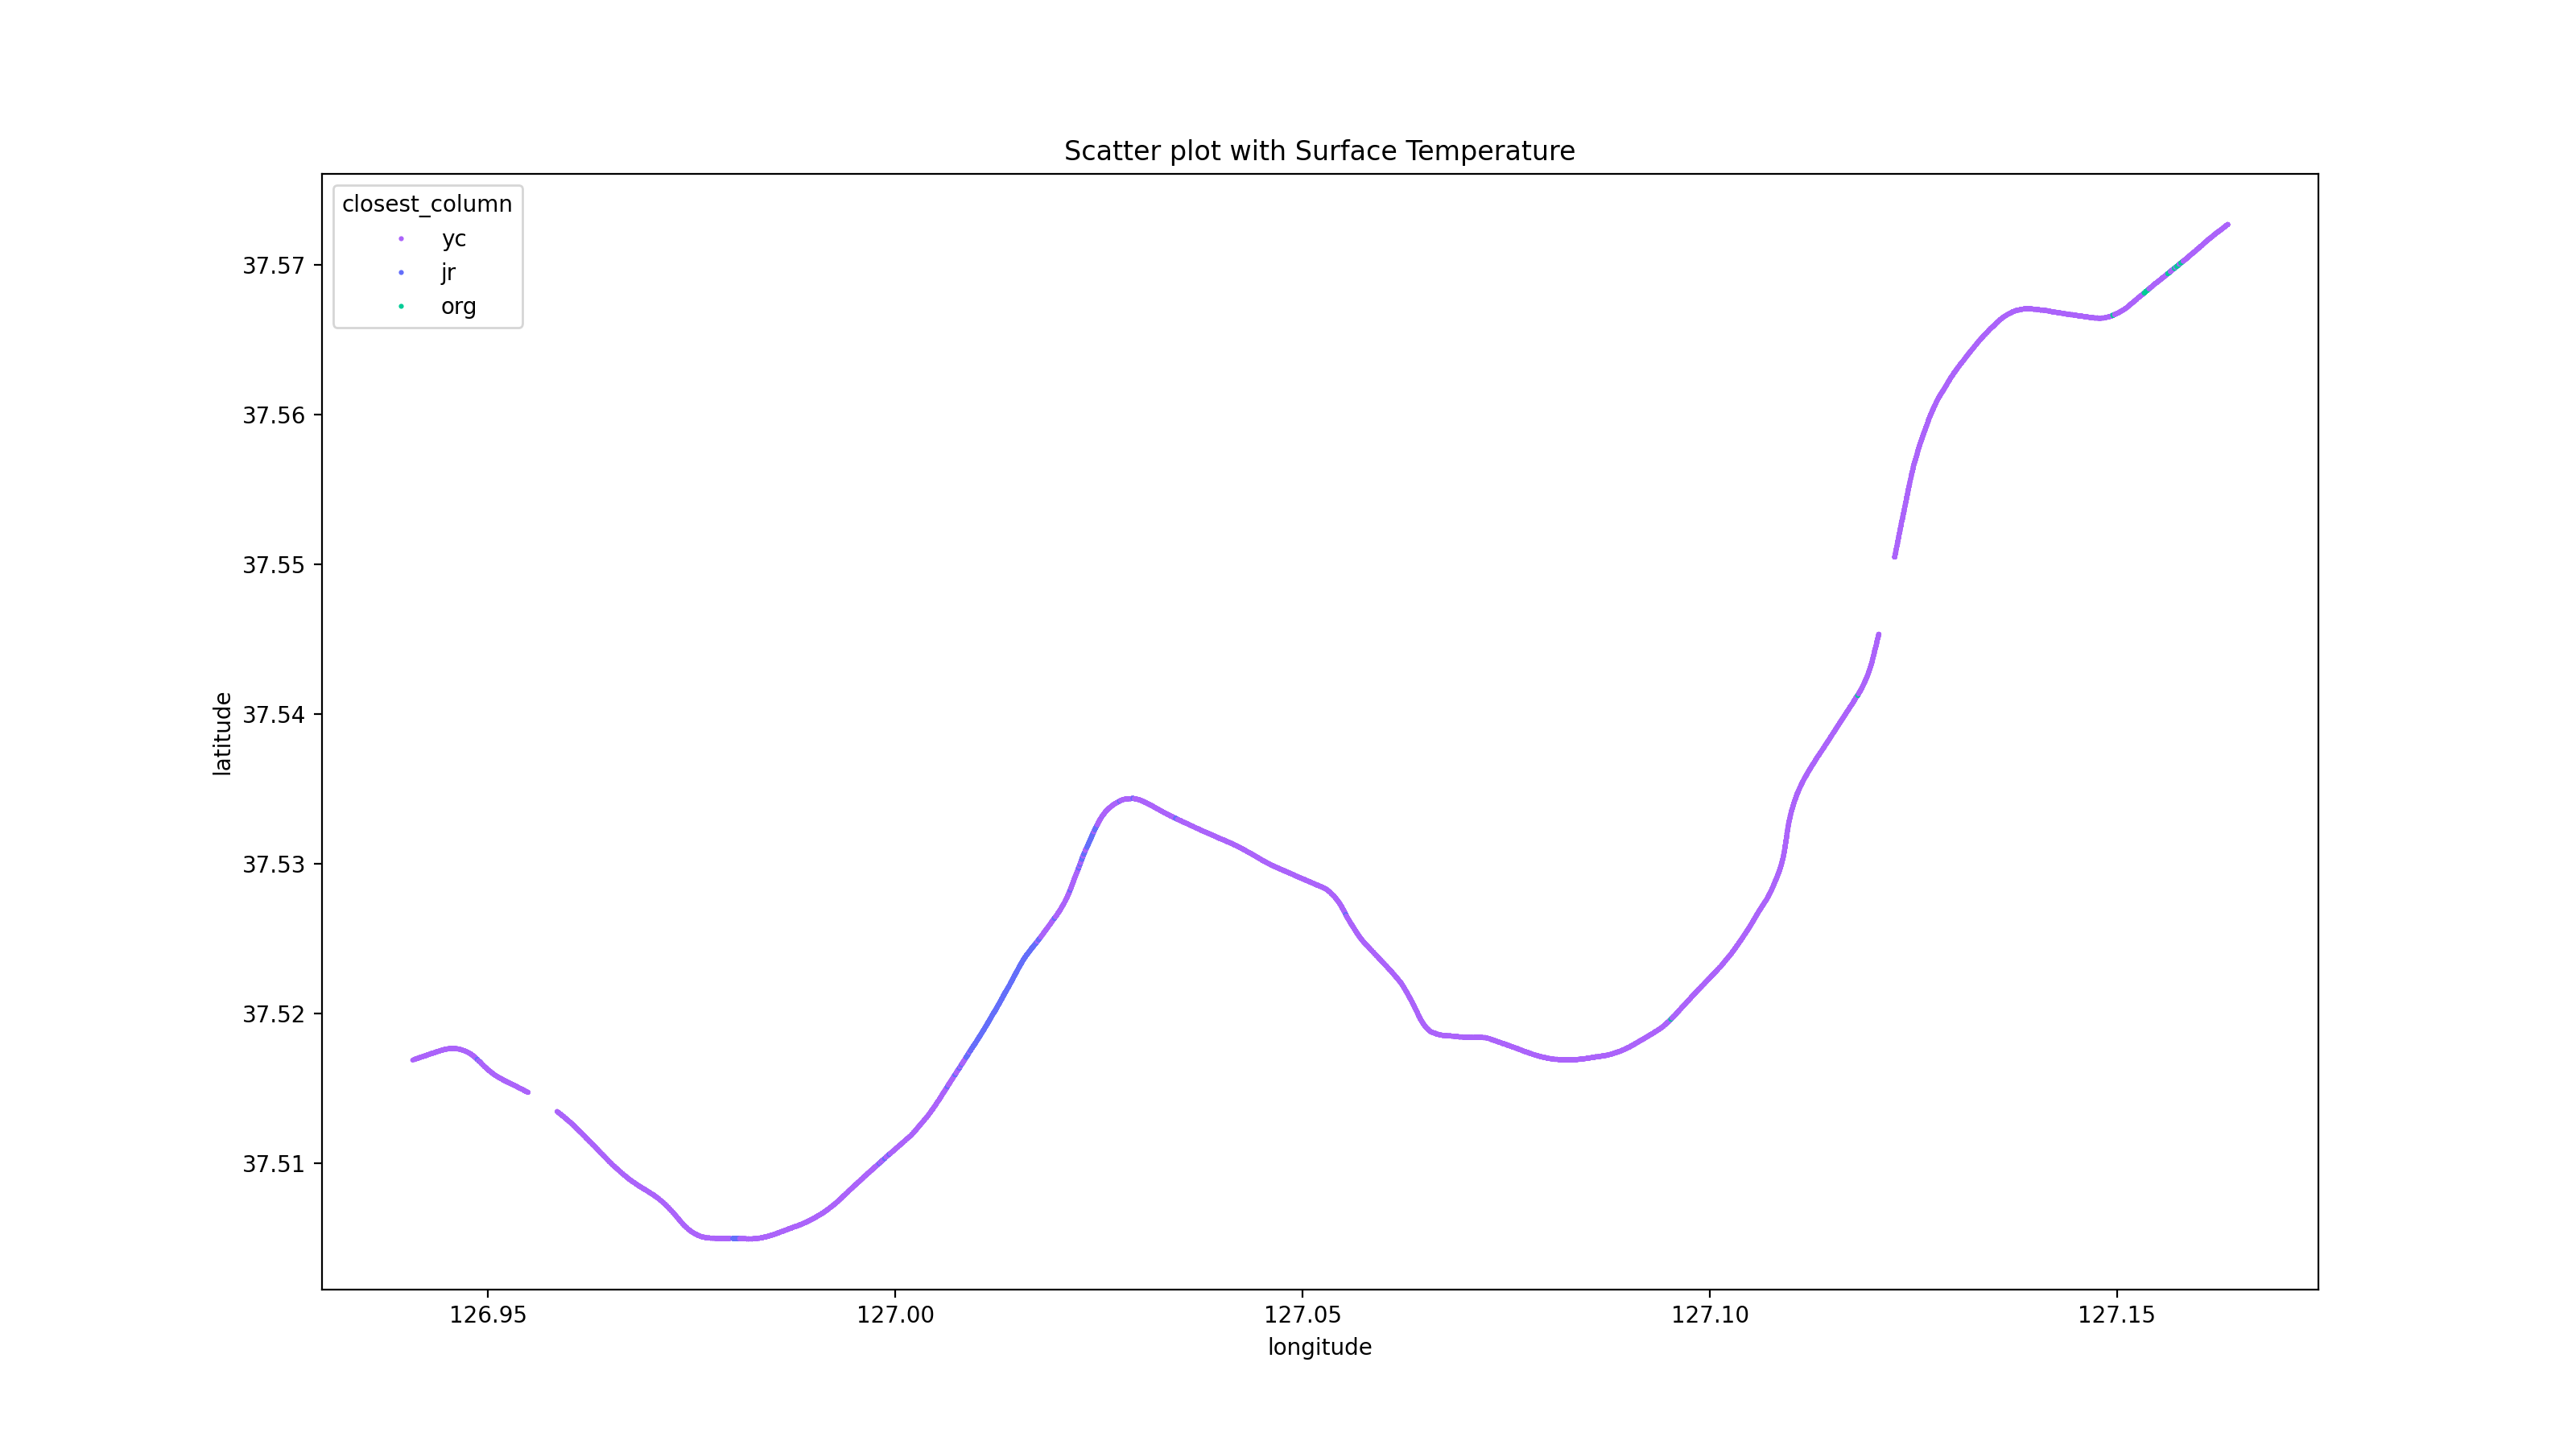 Scatter plot with Surface Temperature
closest_column
yc
jr
org
37.57
37.56
37.55
37.54
37.53
37.52
37.51
latitude
126.95
127.00
127.05
127.10
127.15
longitude